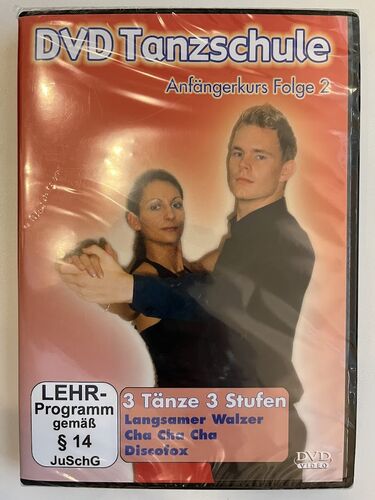 DVD Tanzschule
Anfängerkurs Folge 2
3 Tänze 3 Stufen
Langsamer Walzer
Cha Cha Cha
Discofox
LEHR-
Programm
gemäß
§ 14
JuSchG
DVD
VIDEO